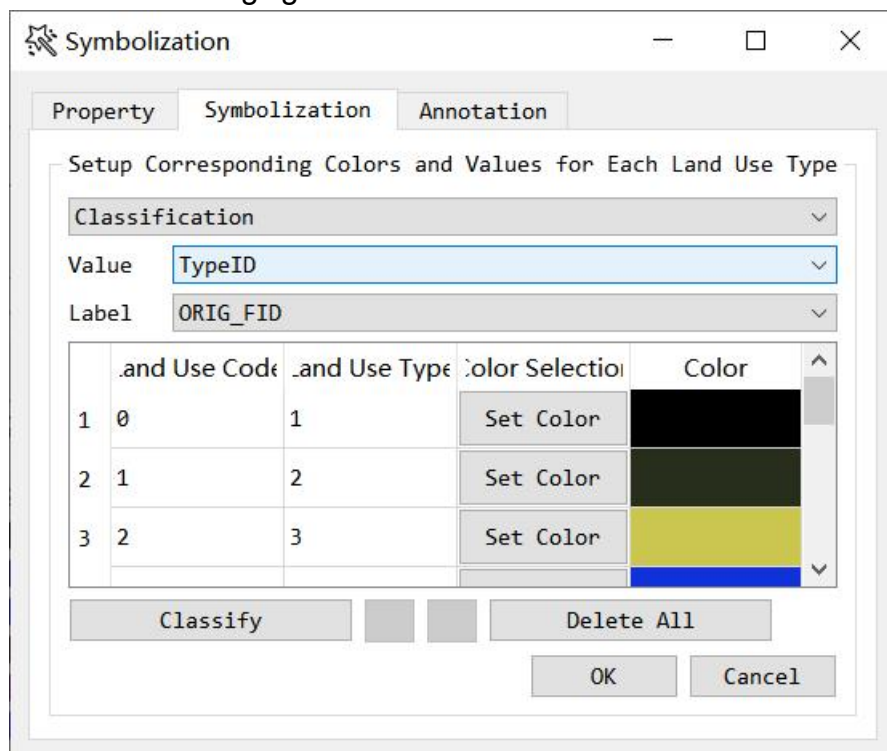 Symbolization
Property Symbolization Annotation
Setup Corresponding Colors and Values for Each Land Use Type
Classification
Value TypeID
Label ORIG_FID
and Use Code and Use Type Color Selection Color
1 0 1 Set Color
2 1 2 Set Color
3 2 3 Set Color
Classify Delete All
OK Cancel